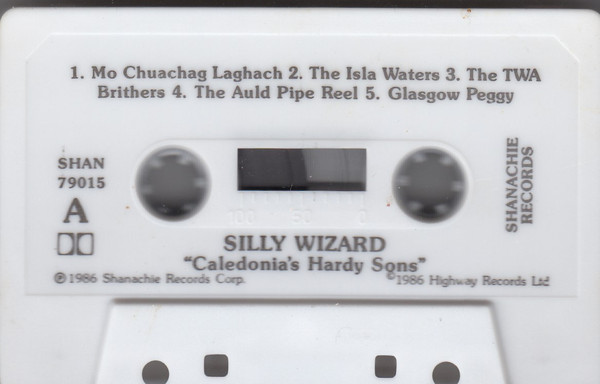 1. Mo Chuachag Laghach 2. The Isla Waters 3. The TWA
Brithers 4. The Auld Pipe Reel 5. Glasgow Peggy
SHAN
79015
A
SHANACHIE
RECORDS
100 50 0
SILLY WIZARD
"Caledonia's Hardy Sons"
℗1986 Shanachie Records Corp. ©1986 Highway Records Ltd